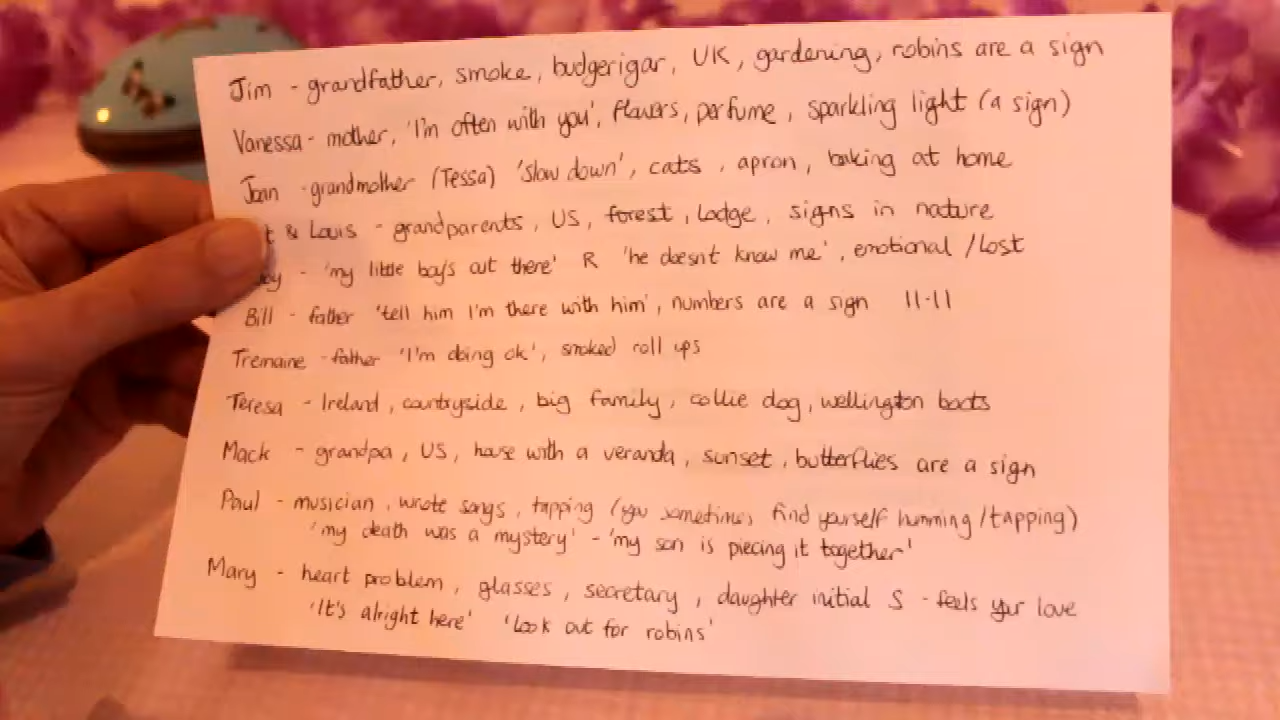 Jim - grandfather, smoke, budgerigar, UK, gardening, robins are a sign
Vanessa - mother, 'I'm often with you', flowers, perfume, sparkling light (a sign)
Joan - grandmother (Tessa) 'slow down', cats, apron, baking at home
& Louis - grandparents, US, forest, Lodge, signs in nature
- 'my little boy's out there' R 'he doesn't know me', emotional /lost
Bill - father 'tell him I'm there with him', numbers are a sign 11-11
Tremaine - father 'I'm doing ok', smoked roll ups
Teresa - Ireland, countryside, big family, collie dog, wellington boots
Mack - grandpa, US, house with a veranda, sunset, butterflies are a sign
Paul - musician, wrote songs, tapping (you sometimes find yourself humming/tapping)
'my death was a mystery' - 'my son is piecing it together'
Mary - heart problem, glasses, secretary, daughter initial S - feels your love
'It's alright here' 'Look out for robins'